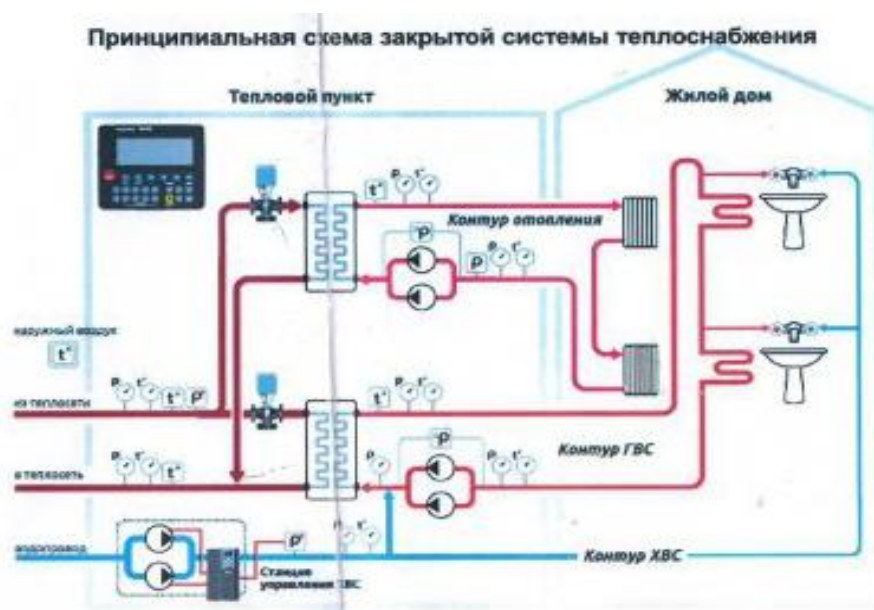 Принципиальная схема закрытой системы теплоснабжения
Тепловой пункт
Жилой дом
P t°
t°
Контур отопления
P
P t°
P
наружный воздух
t°
P t°
t° P
из теплосети
P t°
t°
P
Контур ГВС
P t°
P
P t°
t°
в теплосеть
водопровод
P
P t°
Станция
управления ХВС
Контур ХВС